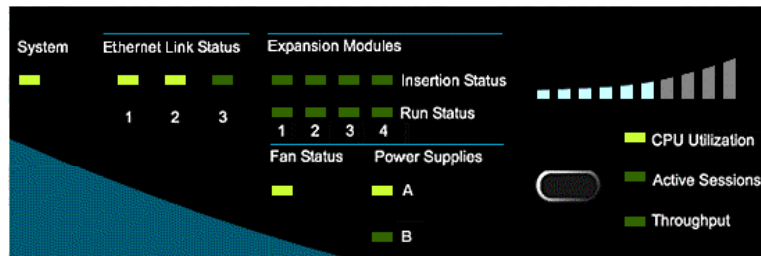 System
Ethernet Link Status
Expansion Modules
Insertion Status
Run Status
1 2 3
1 2 3 4
CPU Utilization
Fan Status
Power Supplies
Active Sessions
A
Throughput
B